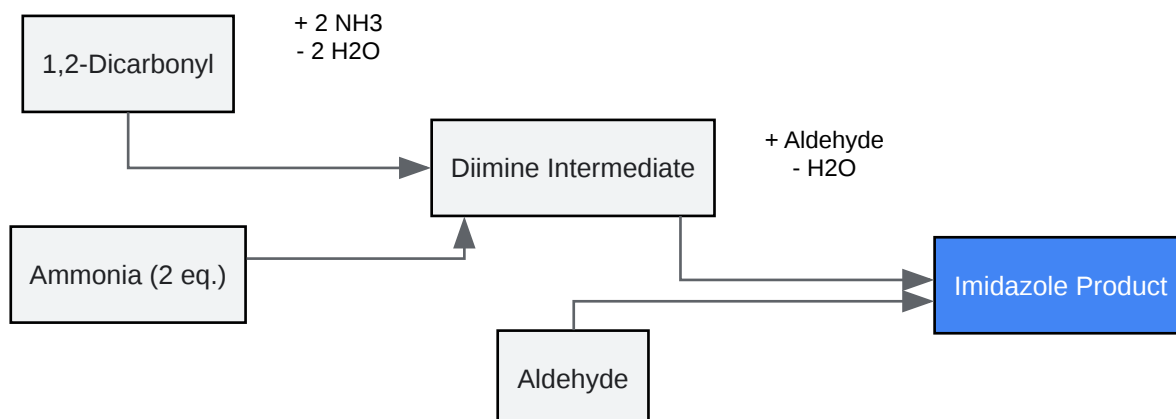 + 2 NH3
- 2 H2O
1,2-Dicarbonyl
+ Aldehyde
- H2O
Diimine Intermediate
Ammonia (2 eq.)
Imidazole Product
Aldehyde